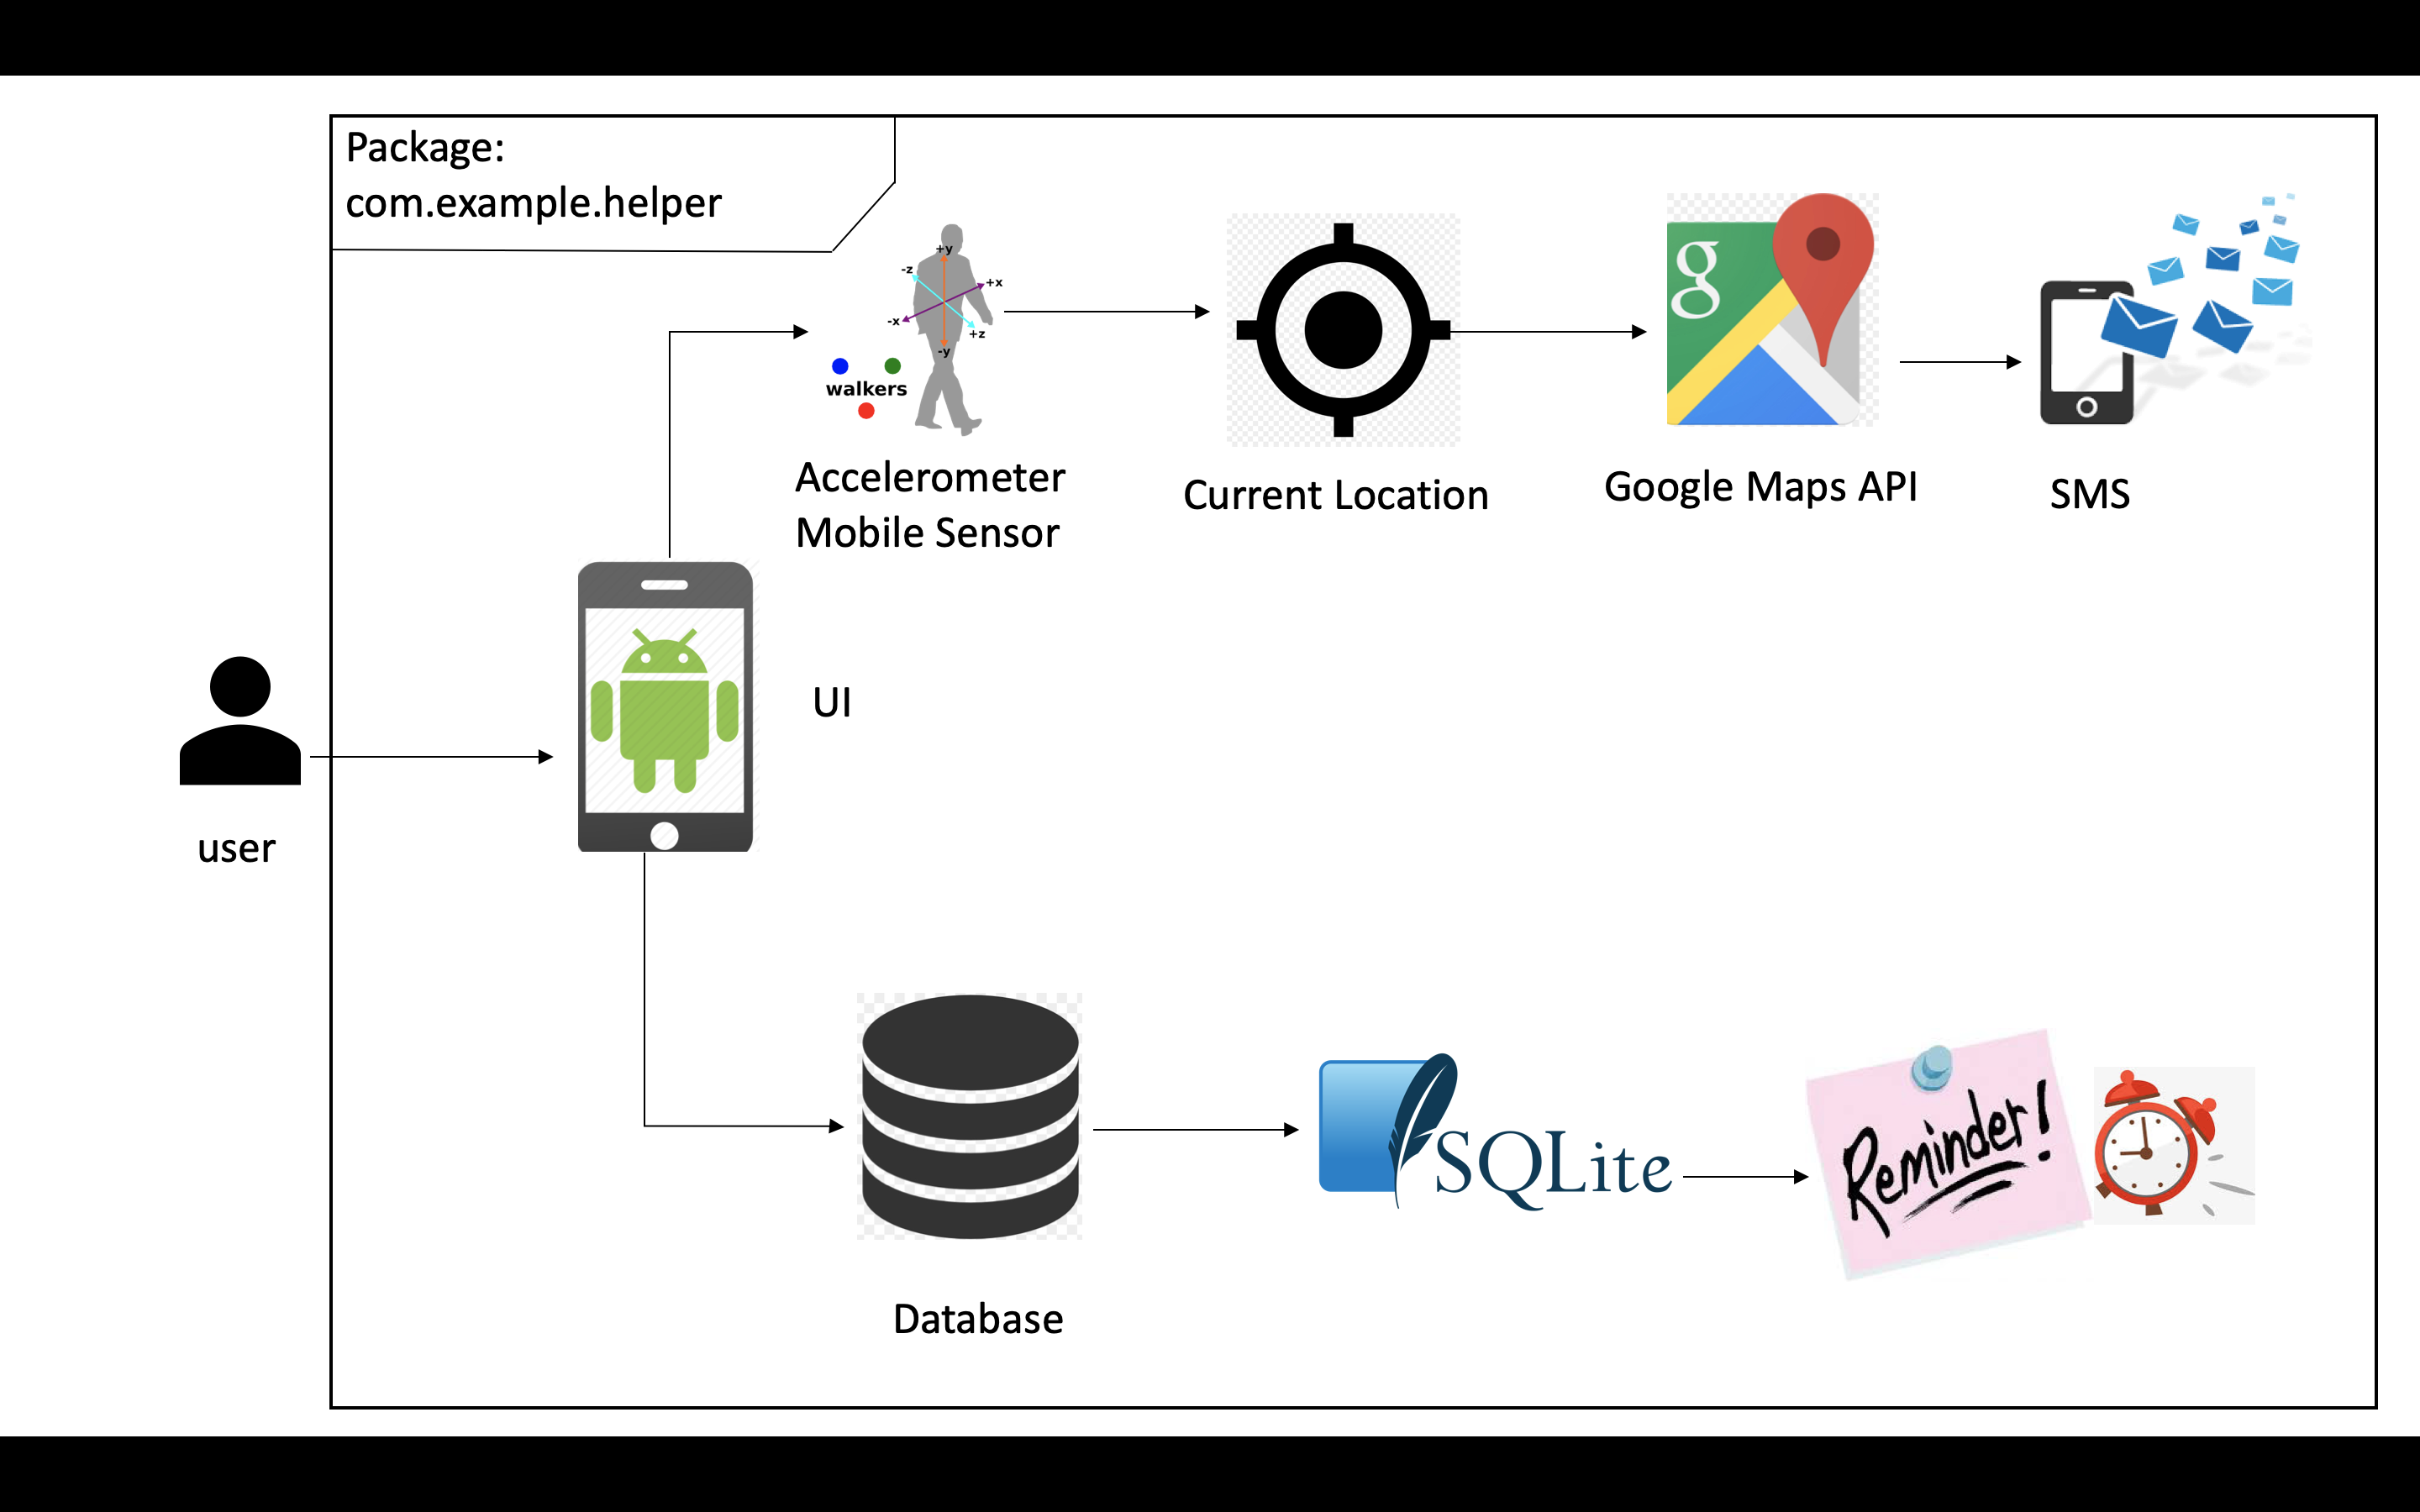 Package:
com.example.helper
+y
-z
+x
-x
+z
-y
walkers
g
Accelerometer
Mobile Sensor
Current Location
Google Maps API
SMS
UI
user
SQLite
Reminder!
Database